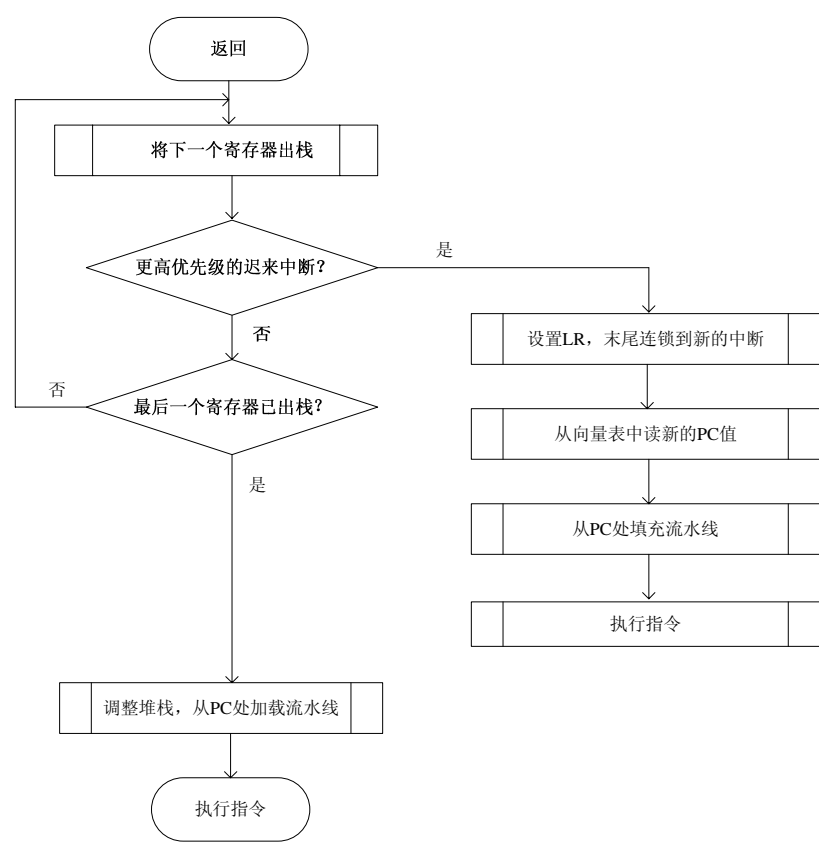 返回
将下一个寄存器出栈
更高优先级的迟来中断?
是
否
设置LR，末尾连锁到新的中断
否
最后一个寄存器已出栈?
从向量表中读新的PC值
是
从PC处填充流水线
执行指令
调整堆栈，从PC处加载流水线
执行指令